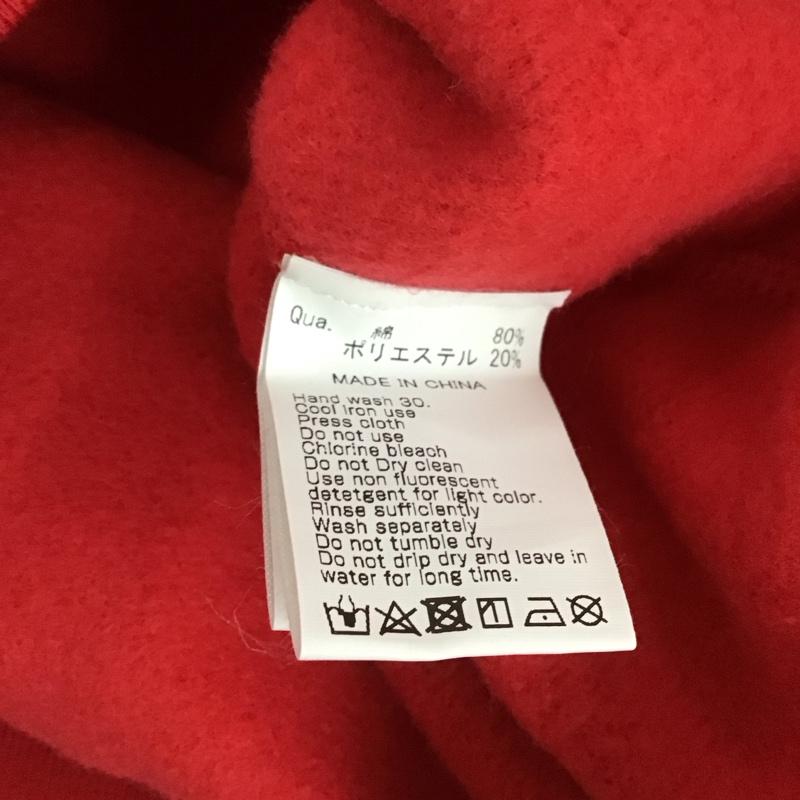 Qua. 綿 80%
ポリエステル 20%
MADE IN CHINA
Hand wash 30.
Cool Iron use
Press cloth
Do not use
Chlorine bleach
Do not Dry clean
Use non fluorescent
detetgent for light color.
Rinse sufficiently
Wash separately
Do not tumble dry
Do not drip dry and leave in
water for long time.